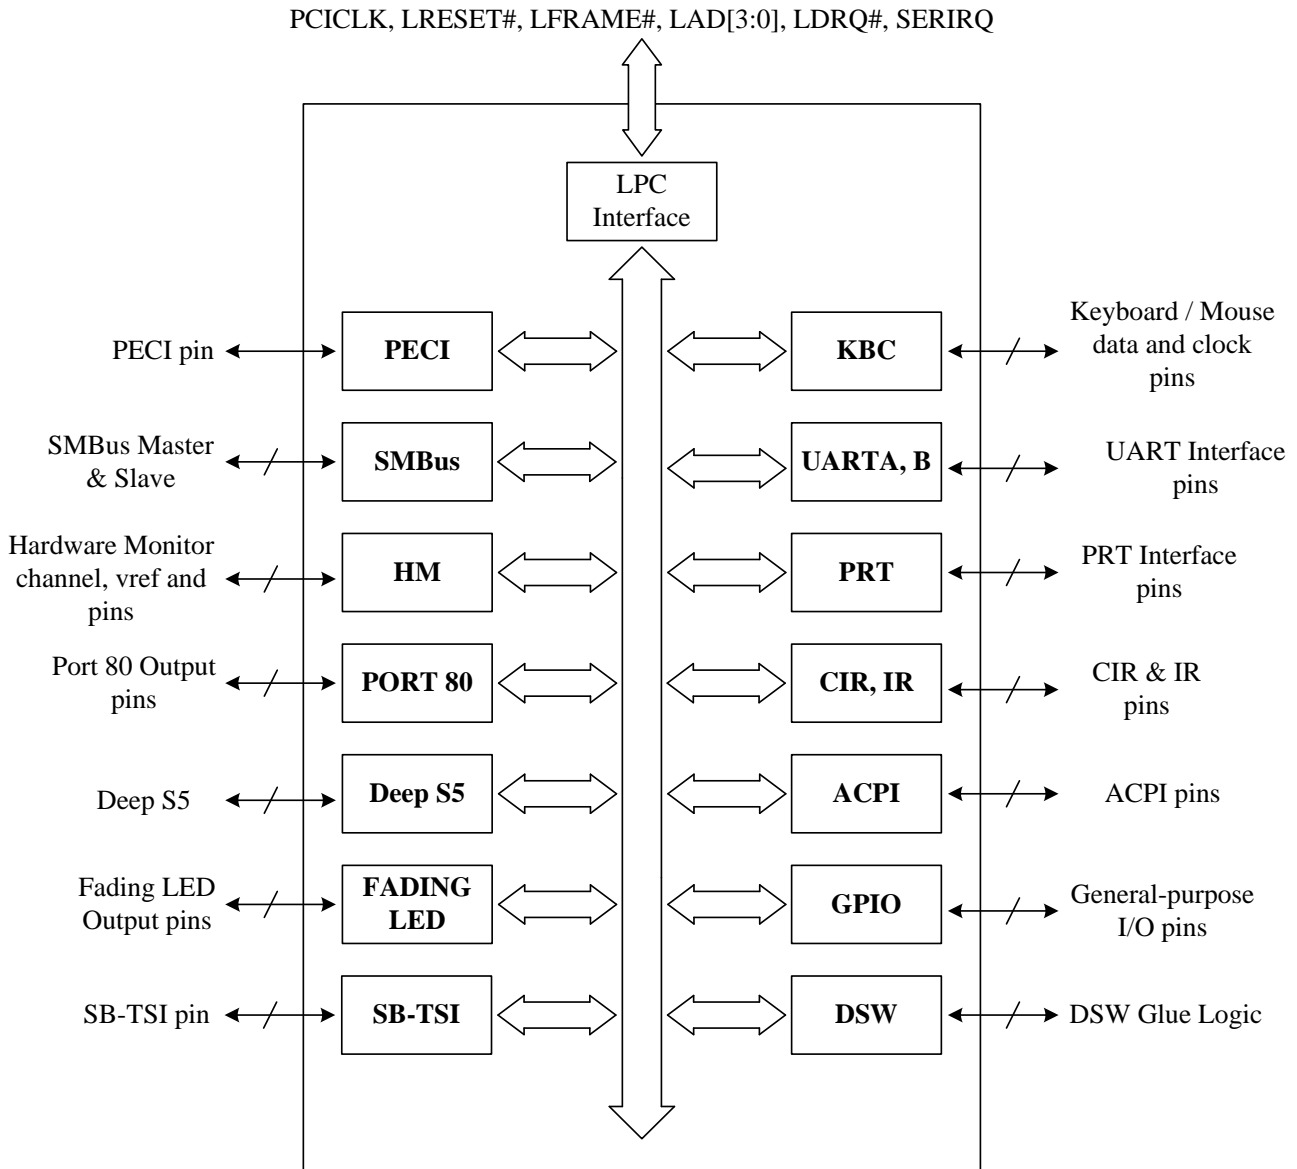 PCICLK, LRESET#, LFRAME#, LAD[3:0], LDRQ#, SERIRQ
LPC
Interface
PECI pin
PECI
KBC
Keyboard / Mouse
data and clock
pins
SMBus Master
& Slave
SMBus
UARTA, B
UART Interface
pins
Hardware Monitor
channel, vref and
pins
HM
PRT
PRT Interface
pins
Port 80 Output
pins
PORT 80
CIR, IR
CIR & IR
pins
Deep S5
Deep S5
ACPI
ACPI pins
Fading LED
Output pins
FADING
LED
GPIO
General-purpose
I/O pins
SB-TSI pin
SB-TSI
DSW
DSW Glue Logic